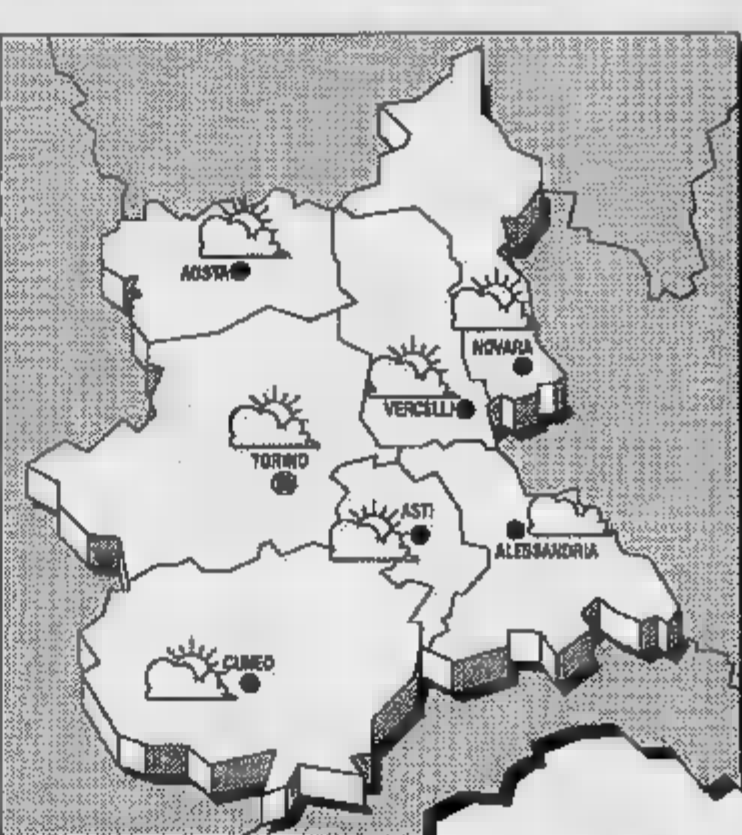 AOSTA
NOVARA
VERCELLI
TORINO
ASTI
ALESSANDRIA
CUNEO